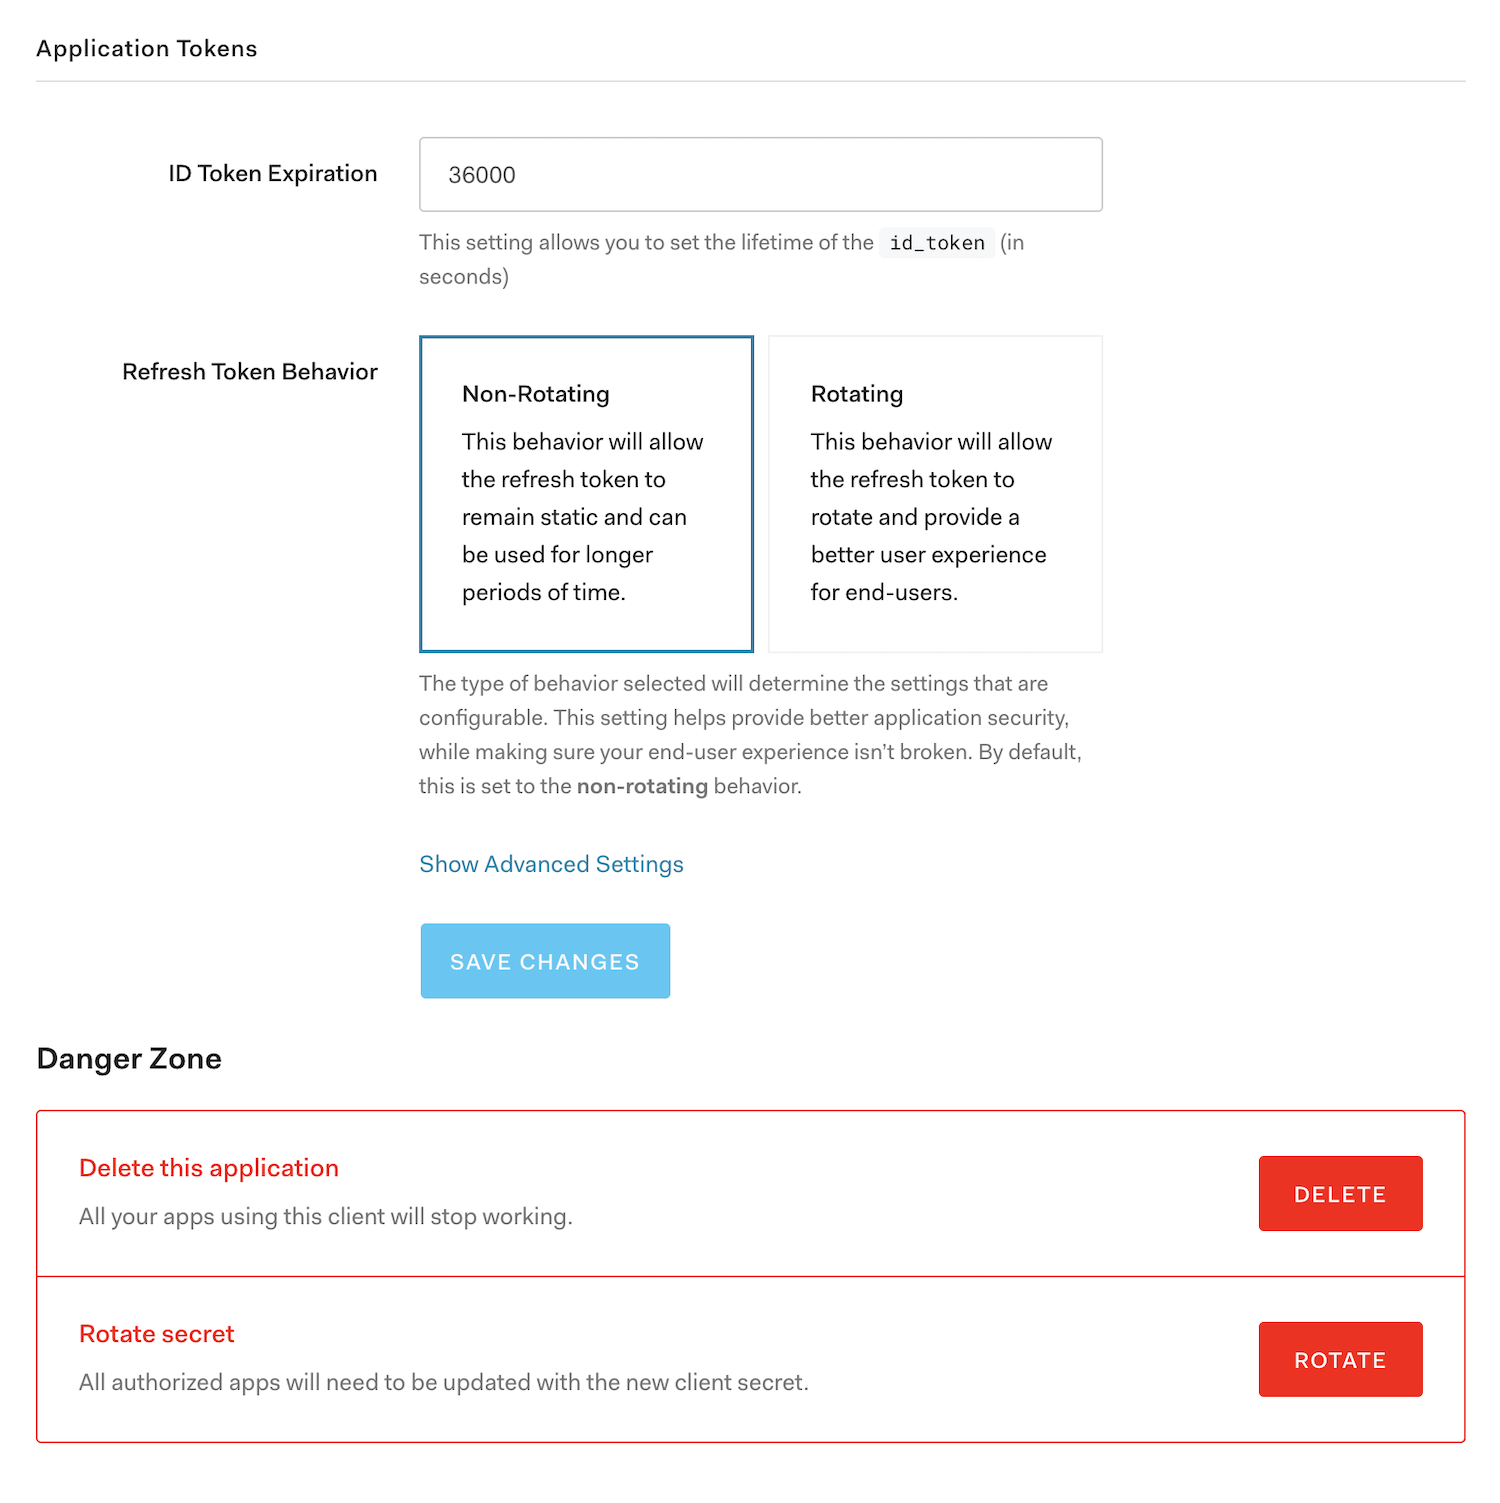 Application Tokens
ID Token Expiration
36000
This setting allows you to set the lifetime of the id_token (in
seconds)
Refresh Token Behavior
Non-Rotating
This behavior will allow
the refresh token to
remain static and can
be used for longer
periods of time.
Rotating
This behavior will allow
the refresh token to
rotate and provide a
better user experience
for end-users.
The type of behavior selected will determine the settings that are
configurable. This setting helps provide better application security,
while making sure your end-user experience isn’t broken. By default,
this is set to the non-rotating behavior.
Show Advanced Settings
SAVE CHANGES
Danger Zone
Delete this application
All your apps using this client will stop working.
DELETE
Rotate secret
All authorized apps will need to be updated with the new client secret.
ROTATE